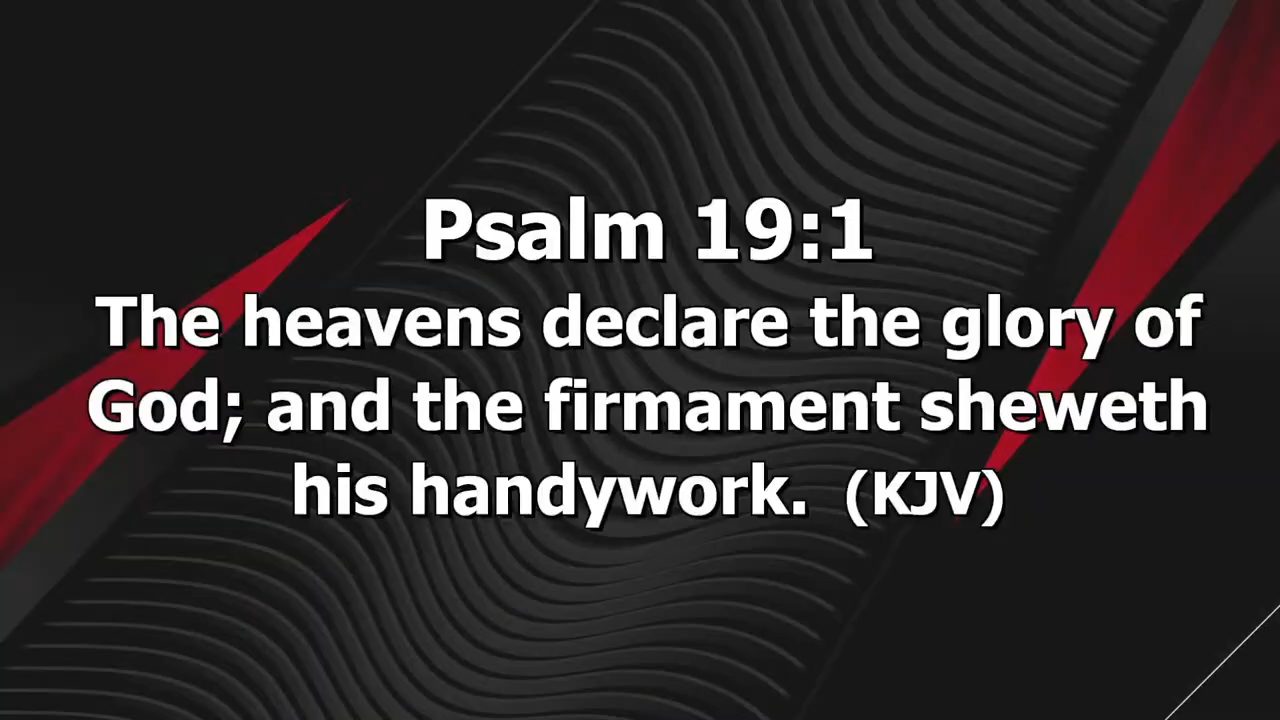 Psalm 19:1
The heavens declare the glory of
God; and the firmament sheweth
his handywork. (KJV)